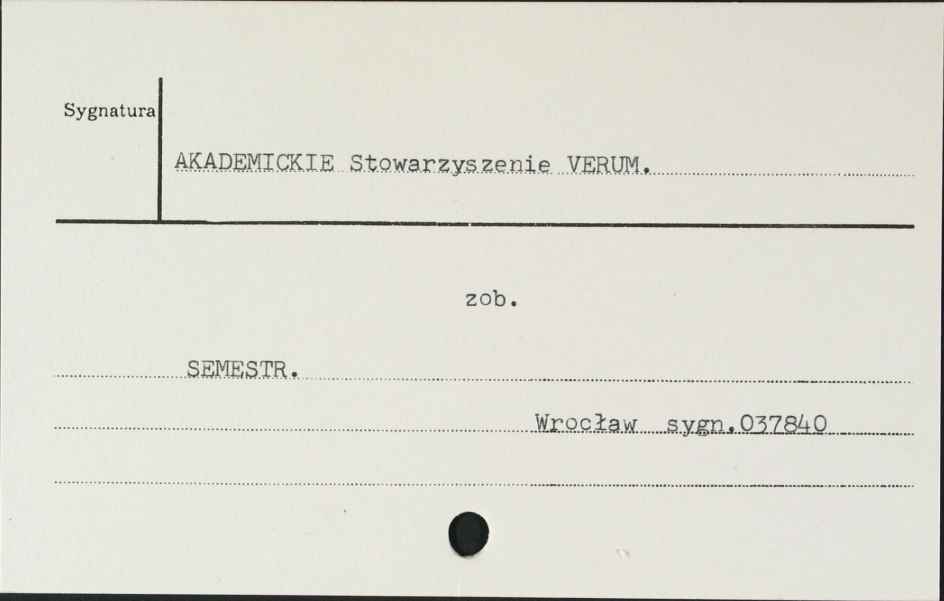 Sygnatura
AKADEMICKIE Stowarzyszenie VERUM.
zob.
SEMESTR.
Wrocław sygn.037840